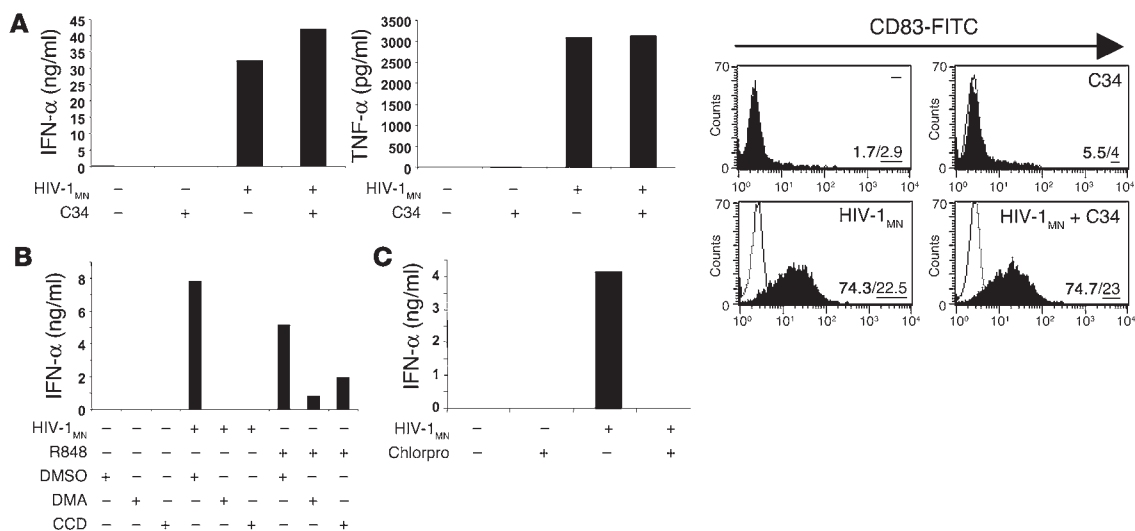 A
IFN-α (ng/ml)
45
40
35
30
25
20
15
10
5
HIV-1MN – – + +
C34 – + – +
TNF-α (pg/ml)
3500
3000
2500
2000
1500
1000
500
0
HIV-1MN – – + +
C34 – + – +
CD83-FITC
Counts
70
0
–
1.7/2.9
10⁰ 10¹ 10² 10³ 10⁴
Counts
70
0
C34
5.5/4
10⁰ 10¹ 10² 10³ 10⁴
Counts
70
0
HIV-1MN
74.3/22.5
10⁰ 10¹ 10² 10³ 10⁴
Counts
70
0
HIV-1MN + C34
74.7/23
10⁰ 10¹ 10² 10³ 10⁴
B
IFN-α (ng/ml)
8
6
4
2
0
HIV-1MN – – – + + + – – –
R848 – – – – – – + + +
DMSO + – – + – – + – –
DMA – + – – + – – + –
CCD – – + – – + – – +
C
IFN-α (ng/ml)
4
4
3
2
1
1
0
HIV-1MN – – + +
Chlorpro – + – +